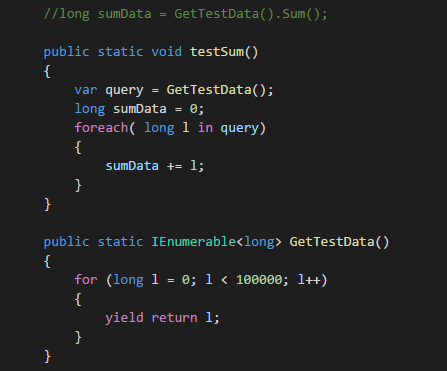 //long sumData = GetTestData().Sum();
public static void testSum()
{
var query = GetTestData();
long sumData = 0;
foreach( long l in query)
{
sumData += l;
}
}
public static IEnumerable<long> GetTestData()
{
for (long l = 0; l < 100000; l++)
{
yield return l;
}
}